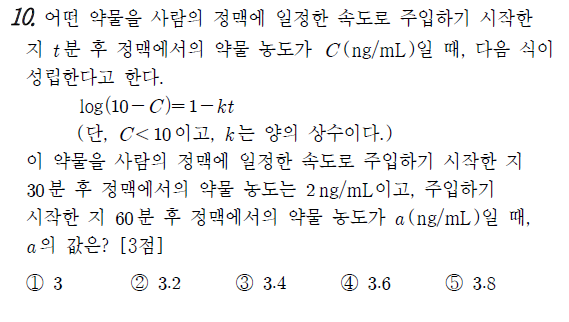 10. 어떤 약물을 사람의 정맥에 일정한 속도로 주입하기 시작한
지 t분 후 정맥에서의 약물 농도가 C(ng/mL)일 때, 다음 식이
성립한다고 한다.
log(10-C)=1-kt
(단, C<10이고, k는 양의 상수이다.)
이 약물을 사람의 정맥에 일정한 속도로 주입하기 시작한 지
30분 후 정맥에서의 약물 농도는 2ng/mL이고, 주입하기
시작한 지 60분 후 정맥에서의 약물 농도가 a(ng/mL)일 때,
a의 값은? [3점]
① 3 ② 3.2 ③ 3.4 ④ 3.6 ⑤ 3.8